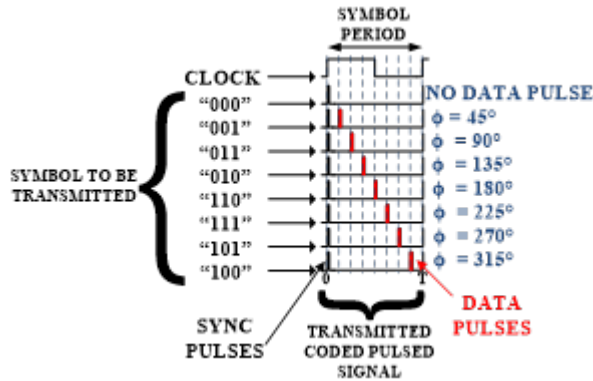 SYMBOL
PERIOD
CLOCK
NO DATA PULSE
“000”
“001”
ϕ = 45°
“011”
ϕ = 90°
“010”
ϕ = 135°
“110”
ϕ = 180°
“111”
ϕ = 225°
“101”
ϕ = 270°
“100”
ϕ = 315°
SYMBOL TO BE
TRANSMITTED
0
1
SYNC
PULSES
TRANSMITTED
CODED PULSED
SIGNAL
DATA
PULSES